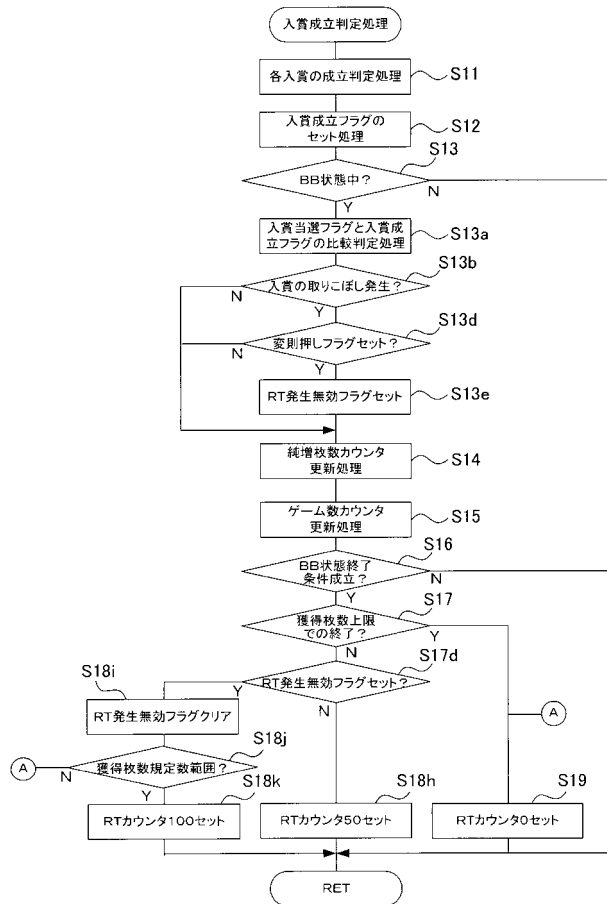 入賞成立判定処理
各入賞の成立判定処理
S11
入賞成立フラグの
セット処理
S12
S13
BB状態中？
N
Y
入賞当選フラグと入賞成
立フラグの比較判定処理
S13a
S13b
入賞の取りこぼし発生？
N
Y
S13d
変則押しフラグセット？
N
Y
RT発生無効フラグセット
S13e
純増枚数カウンタ
更新処理
S14
ゲーム数カウンタ
更新処理
S15
S16
BB状態終了
条件成立？
N
Y
S17
獲得枚数上限
での終了？
Y
N
S17d
RT発生無効フラグセット？
Y
N
S18i
RT発生無効フラグクリア
A
S18j
A
N
獲得枚数規定数範囲？
Y
S18k
S18h
S19
RTカウンタ100セット
RTカウンタ50セット
RTカウンタ0セット
RET